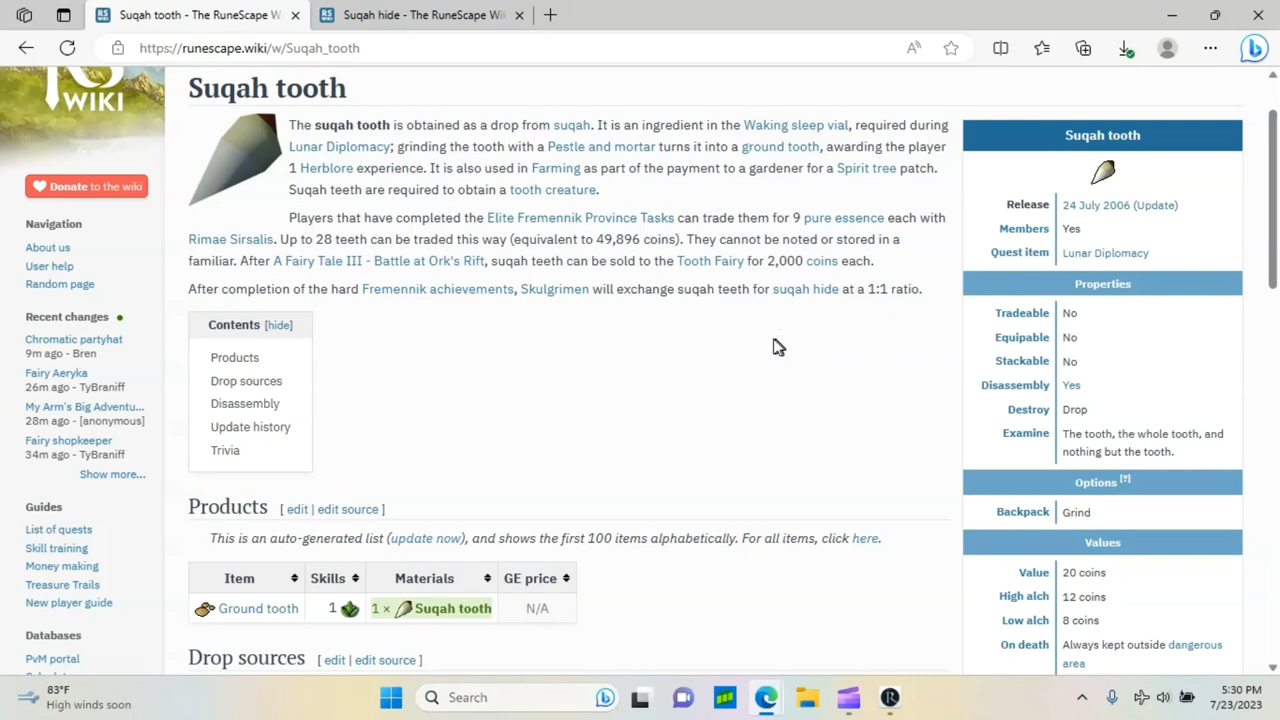 Suqah tooth - The RuneScape W
Suqah hide - The RuneScape Wi
https://runescape.wiki/w/Suqah_tooth
RS
WIKI
Donate to the wiki
Navigation
About us
User help
Random page
Recent changes
Chromatic partyhat
9m ago - Bren
Fairy Aeryka
26m ago - TyBraniff
My Arm's Big Adventu...
28m ago - [anonymous]
Fairy shopkeeper
34m ago - TyBraniff
Show more...
Guides
List of quests
Skill training
Money making
Treasure Trails
New player guide
Databases
PvM portal
Suqah tooth
The suqah tooth is obtained as a drop from suqah. It is an ingredient in the Waking sleep vial, required during
Lunar Diplomacy; grinding the tooth with a Pestle and mortar turns it into a ground tooth, awarding the player
1 Herblore experience. It is also used in Farming as part of the payment to a gardener for a Spirit tree patch.
Suqah teeth are required to obtain a tooth creature.
Players that have completed the Elite Fremennik Province Tasks can trade them for 9 pure essence each with
Rimae Sirsalis. Up to 28 teeth can be traded this way (equivalent to 49,896 coins). They cannot be noted or stored in a
familiar. After A Fairy Tale III - Battle at Ork's Rift, suqah teeth can be sold to the Tooth Fairy for 2,000 coins each.
After completion of the hard Fremennik achievements, Skulgrimen will exchange suqah teeth for suqah hide at a 1:1 ratio.
Contents [hide]
Products
Drop sources
Disassembly
Update history
Trivia
Products [ edit | edit source ]
This is an auto-generated list (update now), and shows the first 100 items alphabetically. For all items, click here.
Item Skills Materials GE price
Ground tooth 1 1 × Suqah tooth N/A
Drop sources [ edit | edit source ]
Suqah tooth
Release 24 July 2006 (Update)
Members Yes
Quest item Lunar Diplomacy
Properties
Tradeable No
Equipable No
Stackable No
Disassembly Yes
Destroy Drop
Examine The tooth, the whole tooth, and
nothing but the tooth.
Options [?]
Backpack Grind
Values
Value 20 coins
High alch 12 coins
Low alch 8 coins
On death Always kept outside dangerous
area
83°F
High winds soon
Search
5:30 PM
7/23/2023